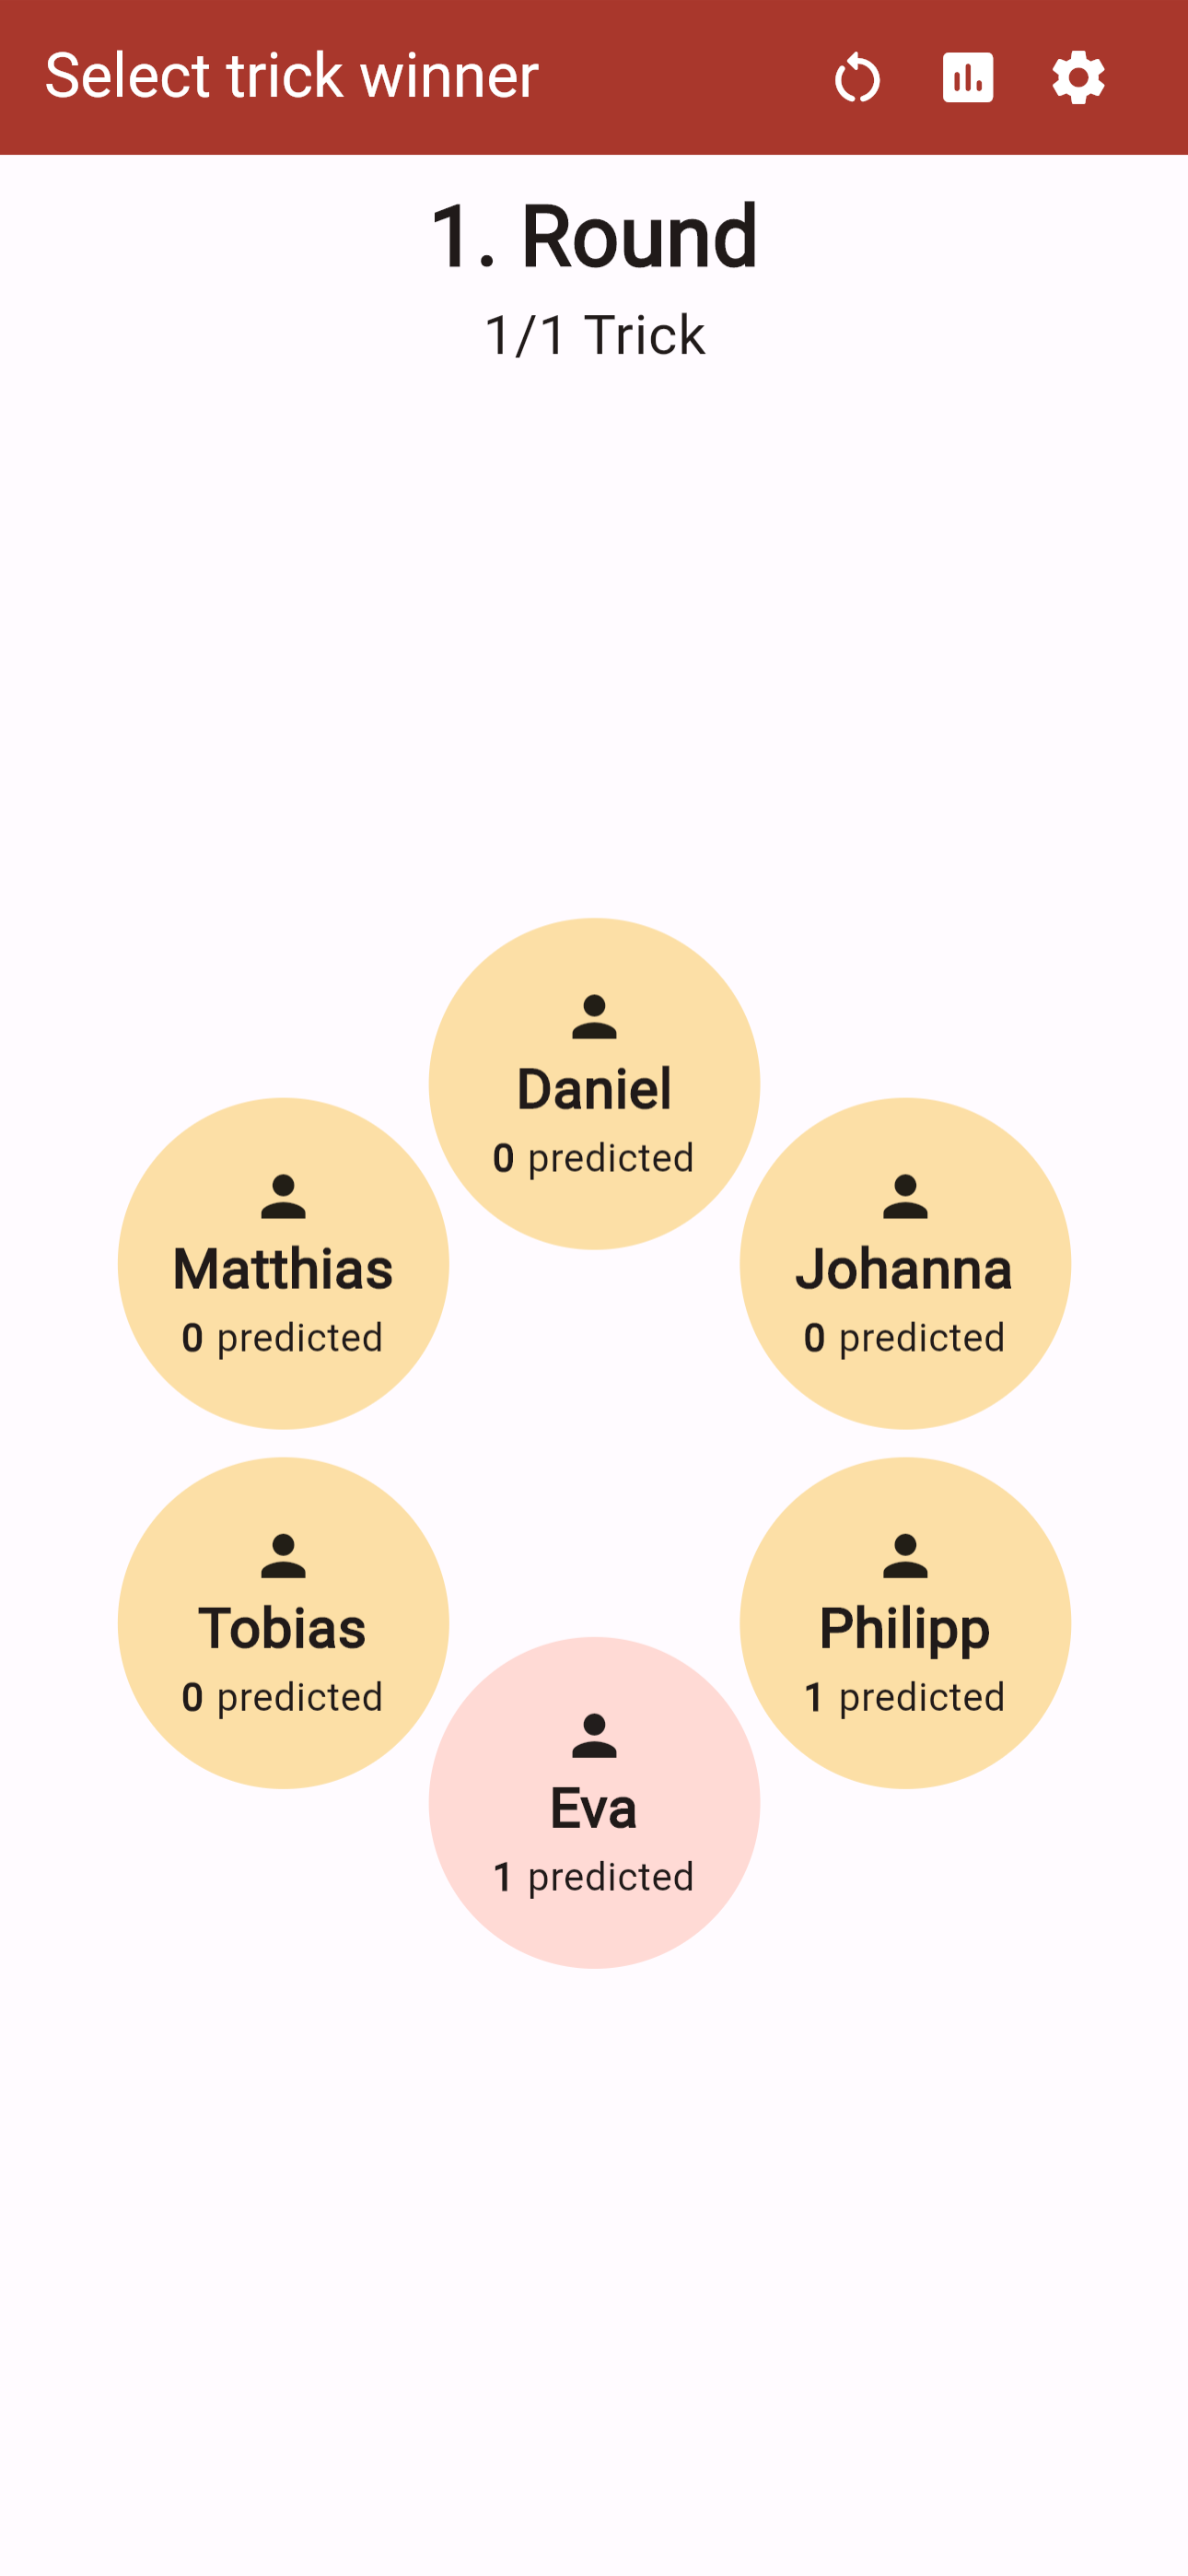 Select trick winner
1. Round
1/1 Trick
Daniel
0 predicted
Matthias
0 predicted
Johanna
0 predicted
Tobias
0 predicted
Philipp
1 predicted
Eva
1 predicted